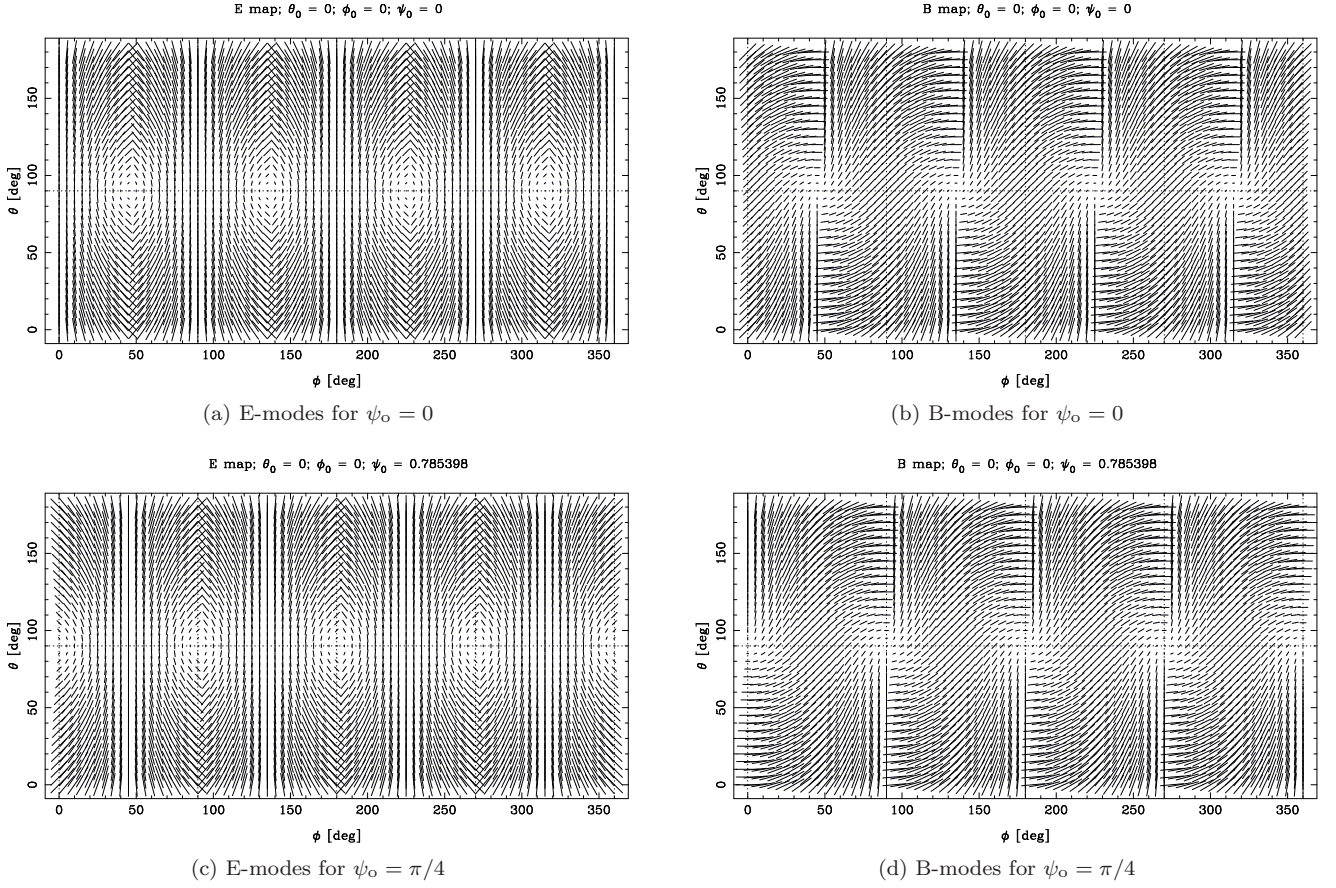 E map; θ₀ = 0; ϕ₀ = 0; ψ₀ = 0
θ [deg]
150
100
50
0
0 50 100 150 200 250 300 350
ϕ [deg]
(a) E-modes for ψₒ = 0
B map; θ₀ = 0; ϕ₀ = 0; ψ₀ = 0
θ [deg]
150
100
50
0
0 50 100 150 200 250 300 350
ϕ [deg]
(b) B-modes for ψₒ = 0
E map; θ₀ = 0; ϕ₀ = 0; ψ₀ = 0.785398
θ [deg]
150
100
50
0
0 50 100 150 200 250 300 350
ϕ [deg]
(c) E-modes for ψₒ = π/4
B map; θ₀ = 0; ϕ₀ = 0; ψ₀ = 0.785398
θ [deg]
150
100
50
0
0 50 100 150 200 250 300 350
ϕ [deg]
(d) B-modes for ψₒ = π/4